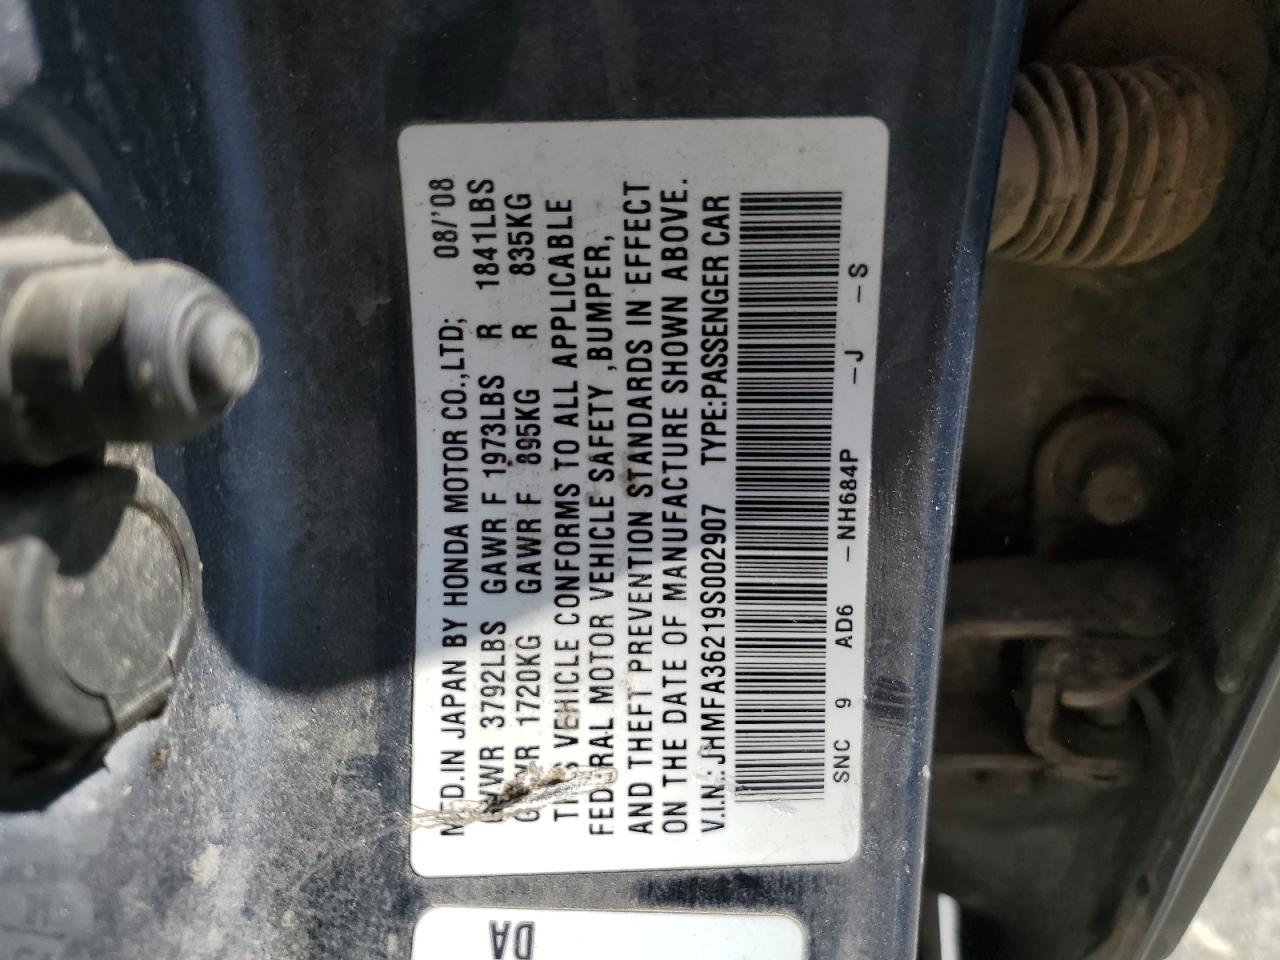 MFD.IN JAPAN BY HONDA MOTOR CO.,LTD; 08/'08
GVWR 3792LBS GAWR F 1973LBS R 1841LBS
GVWR 1720KG GAWR F 895KG R 835KG
THIS VEHICLE CONFORMS TO ALL APPLICABLE
FEDERAL MOTOR VEHICLE SAFETY ,BUMPER,
AND THEFT PREVENTION STANDARDS IN EFFECT
ON THE DATE OF MANUFACTURE SHOWN ABOVE.
V.I.N.: JHMFA36219S002907 TYPE:PASSENGER CAR
SNC 9 AD6 -NH684P -J -S
DA